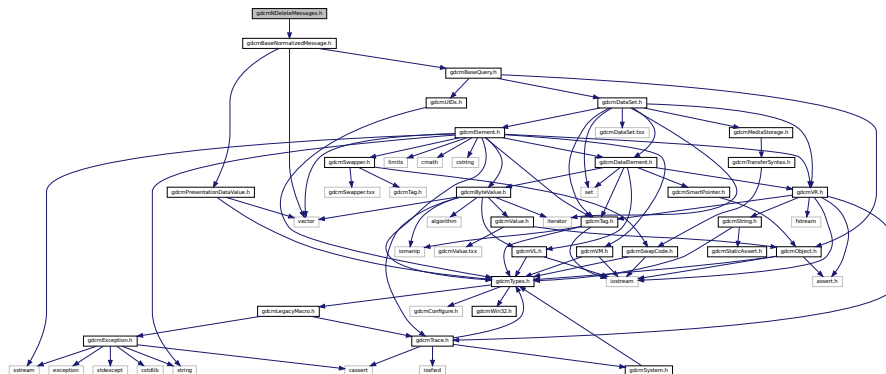 gdcmNDeleteMessages.h
gdcmBaseNormalizedMessage.h
gdcmBaseQuery.h
gdcmUIDs.h
gdcmDataSet.h
gdcmElement.h
gdcmDataSet.txx
gdcmMediaStorage.h
gdcmSwapper.h
limits
cmath
cstring
gdcmDataElement.h
gdcmTransferSyntax.h
gdcmPresentationDataValue.h
gdcmSwapper.txx
gdcmTag.h
gdcmByteValue.h
set
gdcmSmartPointer.h
gdcmVR.h
vector
algorithm
gdcmValue.h
iterator
gdcmTag.h
gdcmString.h
fstream
iomanip
gdcmValue.txx
gdcmVL.h
gdcmVM.h
gdcmSwapCode.h
gdcmStaticAssert.h
gdcmObject.h
gdcmTypes.h
iostream
assert.h
gdcmLegacyMacro.h
gdcmConfigure.h
gdcmWin32.h
gdcmException.h
gdcmTrace.h
sstream
exception
stdexcept
cstdlib
string
cassert
iosfwd
gdcmSystem.h